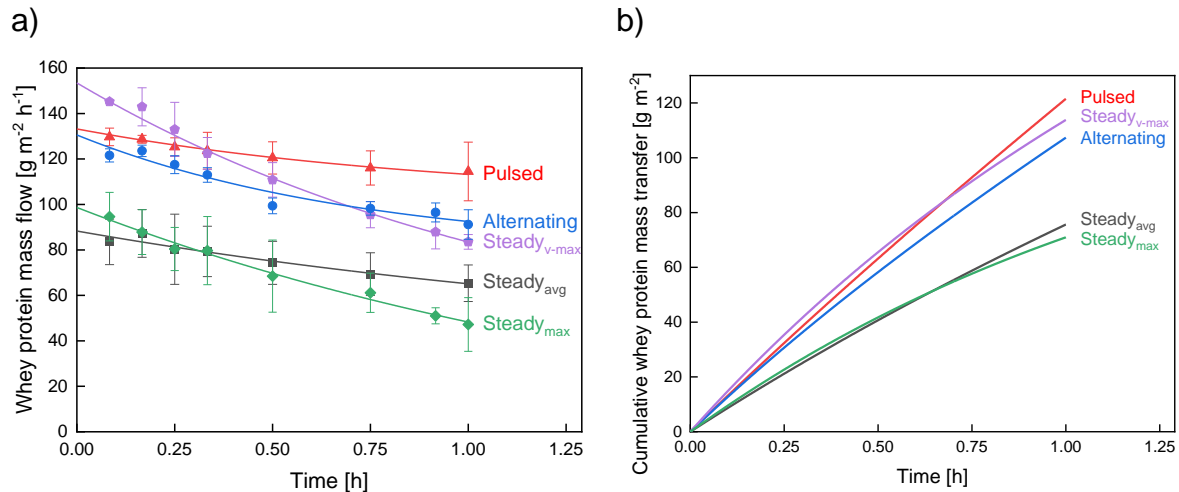 a)
160
140
120
100
80
60
40
20
0
0.00
0.25
0.50
0.75
1.00
1.25
Whey protein mass flow [g m⁻² h⁻¹]
Time [h]
Pulsed
Alternating
Steadyv-max
Steadyavg
Steadymax
b)
120
100
80
60
40
20
0
0.00
0.25
0.50
0.75
1.00
1.25
Cumulative whey protein mass transfer [g m⁻²]
Time [h]
Pulsed
Steadyv-max
Alternating
Steadyavg
Steadymax